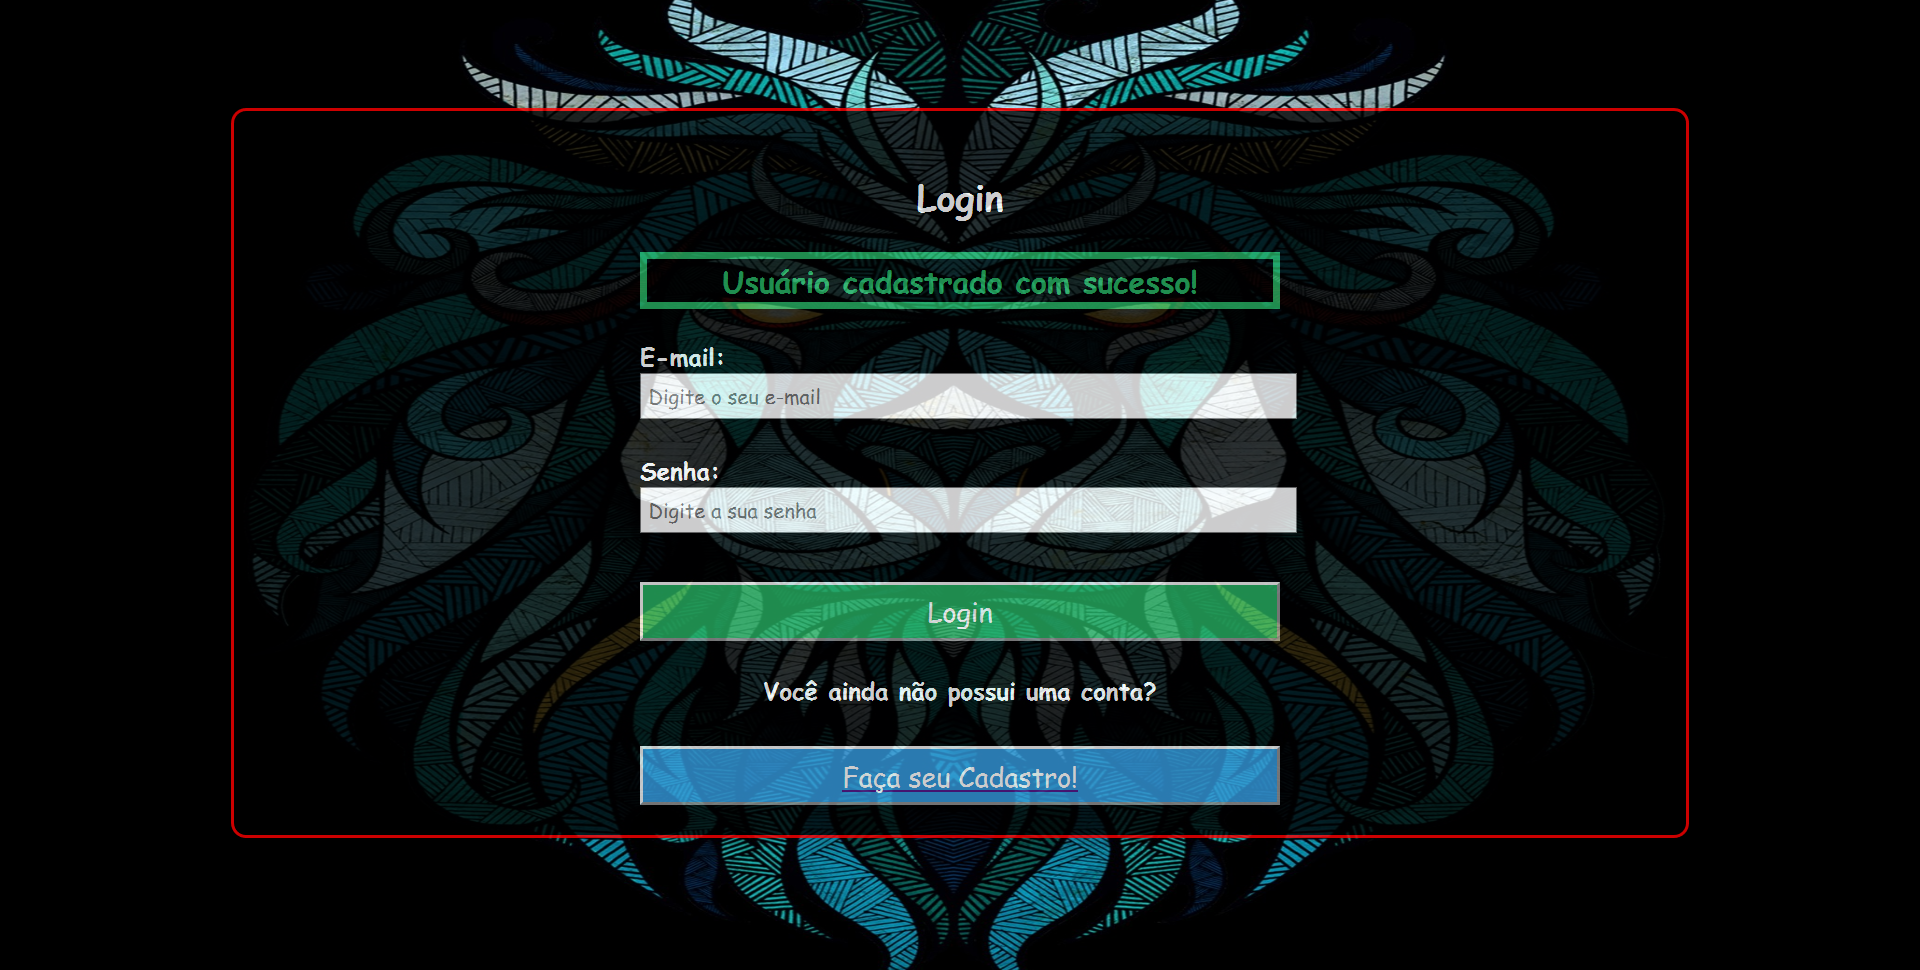 Login
Usuário cadastrado com sucesso!
E-mail:
Digite o seu e-mail
Senha:
Digite a sua senha
Login
Você ainda não possui uma conta?
Faça seu Cadastro!